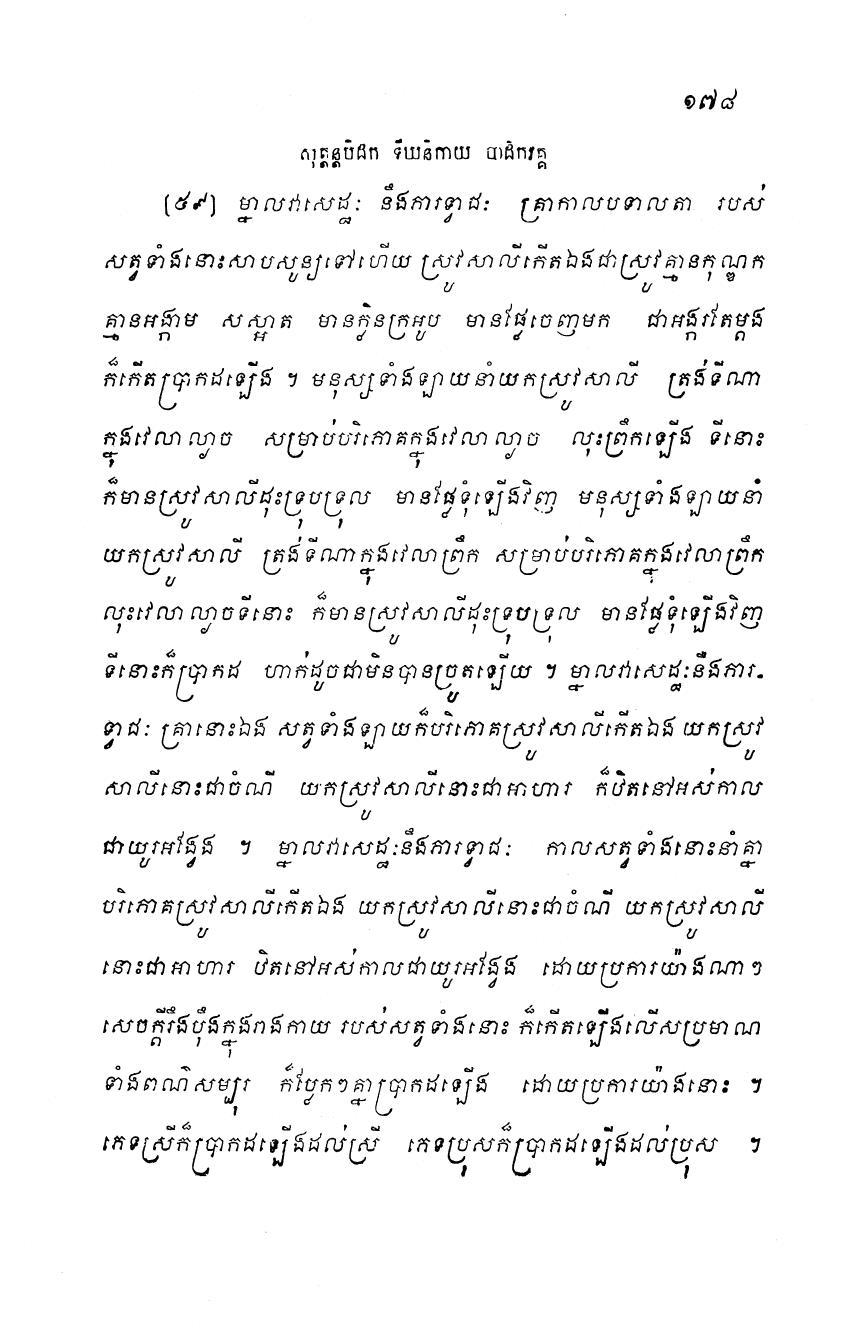 ១៧៨
សុត្តន្តបិដក ទីឃនិកាយ បាដិកវគ្គ
[៥៩] ម្នាលវាសេដ្ឋៈ នឹងភារទ្វាជៈ គ្រាកាលបទាលតា របស់
សត្វទាំងនោះសាបសូន្យទៅហើយ ស្រូវសាលីកើតឯងជាស្រូវគ្មានកុណ្ឌក
គ្មានអង្កាម សស្អាត មានក្លិនក្រអូប មានផ្លែចេញមក ជាអង្ករតែម្តង
ក៏កើតប្រាកដឡើង ។ មនុស្សទាំងឡាយនាំយកស្រូវសាលី ត្រង់ទីណា
ក្នុងវេលាល្ងាច សម្រាប់បរិភោគក្នុងវេលាល្ងាច លុះព្រឹកឡើង ទីនោះ
ក៏មានស្រូវសាលីដុះទ្រុបទ្រុល មានផ្លែទុំឡើងវិញ មនុស្សទាំងឡាយនាំ
យកស្រូវសាលី ត្រង់ទីណាក្នុងវេលាព្រឹក សម្រាប់បរិភោគក្នុងវេលាព្រឹក
លុះវេលាល្ងាចទីនោះ ក៏មានស្រូវសាលីដុះទ្រុបទ្រុល មានផ្លែទុំឡើងវិញ
ទីនោះក៏ប្រាកដ ហាក់ដូចជាមិនបានច្រូតឡើយ ។ ម្នាលវាសេដ្ឋៈនឹងភារ-
ទ្វាជៈ គ្រានោះឯង សត្វទាំងឡាយក៏បរិភោគស្រូវសាលីកើតឯង យកស្រូវ
សាលីនោះជាចំណី យកស្រូវសាលីនោះជាអាហារ ក៏ឋិតនៅអស់កាល
ជាយូរអង្វែង ។ ម្នាលវាសេដ្ឋៈនឹងភារទ្វាជៈ កាលសត្វទាំងនោះនាំគ្នា
បរិភោគស្រូវសាលីកើតឯង យកស្រូវសាលីនោះជាចំណី យកស្រូវសាលី
នោះជាអាហារ ឋិតនៅអស់កាលជាយូរអង្វែង ដោយប្រការយ៉ាងណាៗ
សេចក្តីរឹងប៉ឹងក្នុងរាងកាយ របស់សត្វទាំងនោះ ក៏កើតឡើងលើសប្រមាណ
ទាំងពណ៌សម្បុរ ក៏ប្លែកៗគ្នាប្រាកដឡើង ដោយប្រការយ៉ាងនោះ ។
ភេទស្រីក៏ប្រាកដឡើងដល់ស្រី ភេទប្រុសក៏ប្រាកដឡើងដល់ប្រុស ។